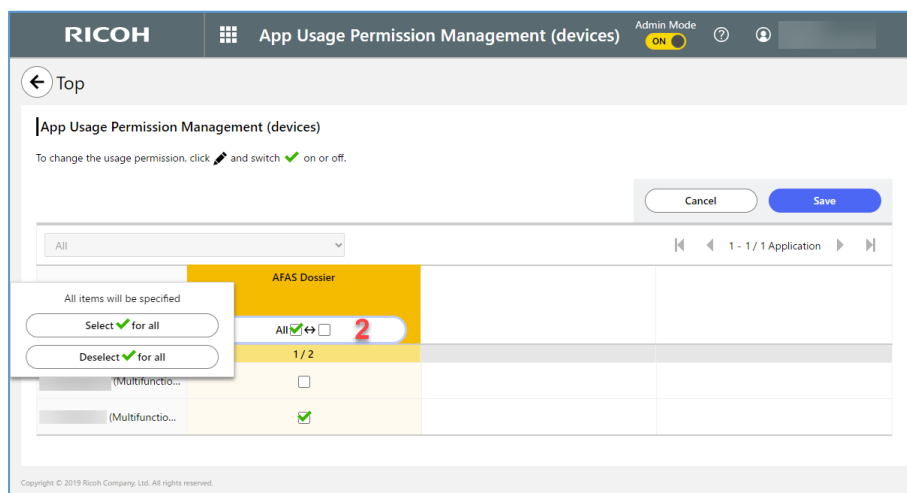 RICOH
App Usage Permission Management (devices)
Admin Mode
ON
Top
App Usage Permission Management (devices)
To change the usage permission, click and switch on or off.
Cancel
Save
All
1 - 1 / 1 Application
AFAS Dossier
All items will be specified
Select for all
All ↔ 2
Deselect for all
1 / 2
(Multifunctio...
(Multifunctio...
Copyright © 2019 Ricoh Company, Ltd. All rights reserved.